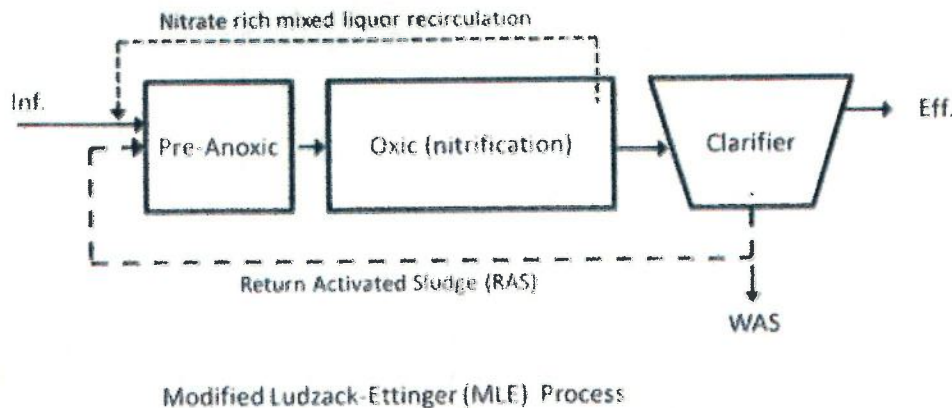 Nitrate rich mixed liquor recirculation
Inf.
Pre-Anoxic
Oxic (nitrification)
Clarifier
Eff.
Return Activated Sludge (RAS)
WAS
Modified Ludzack-Ettinger (MLE) Process